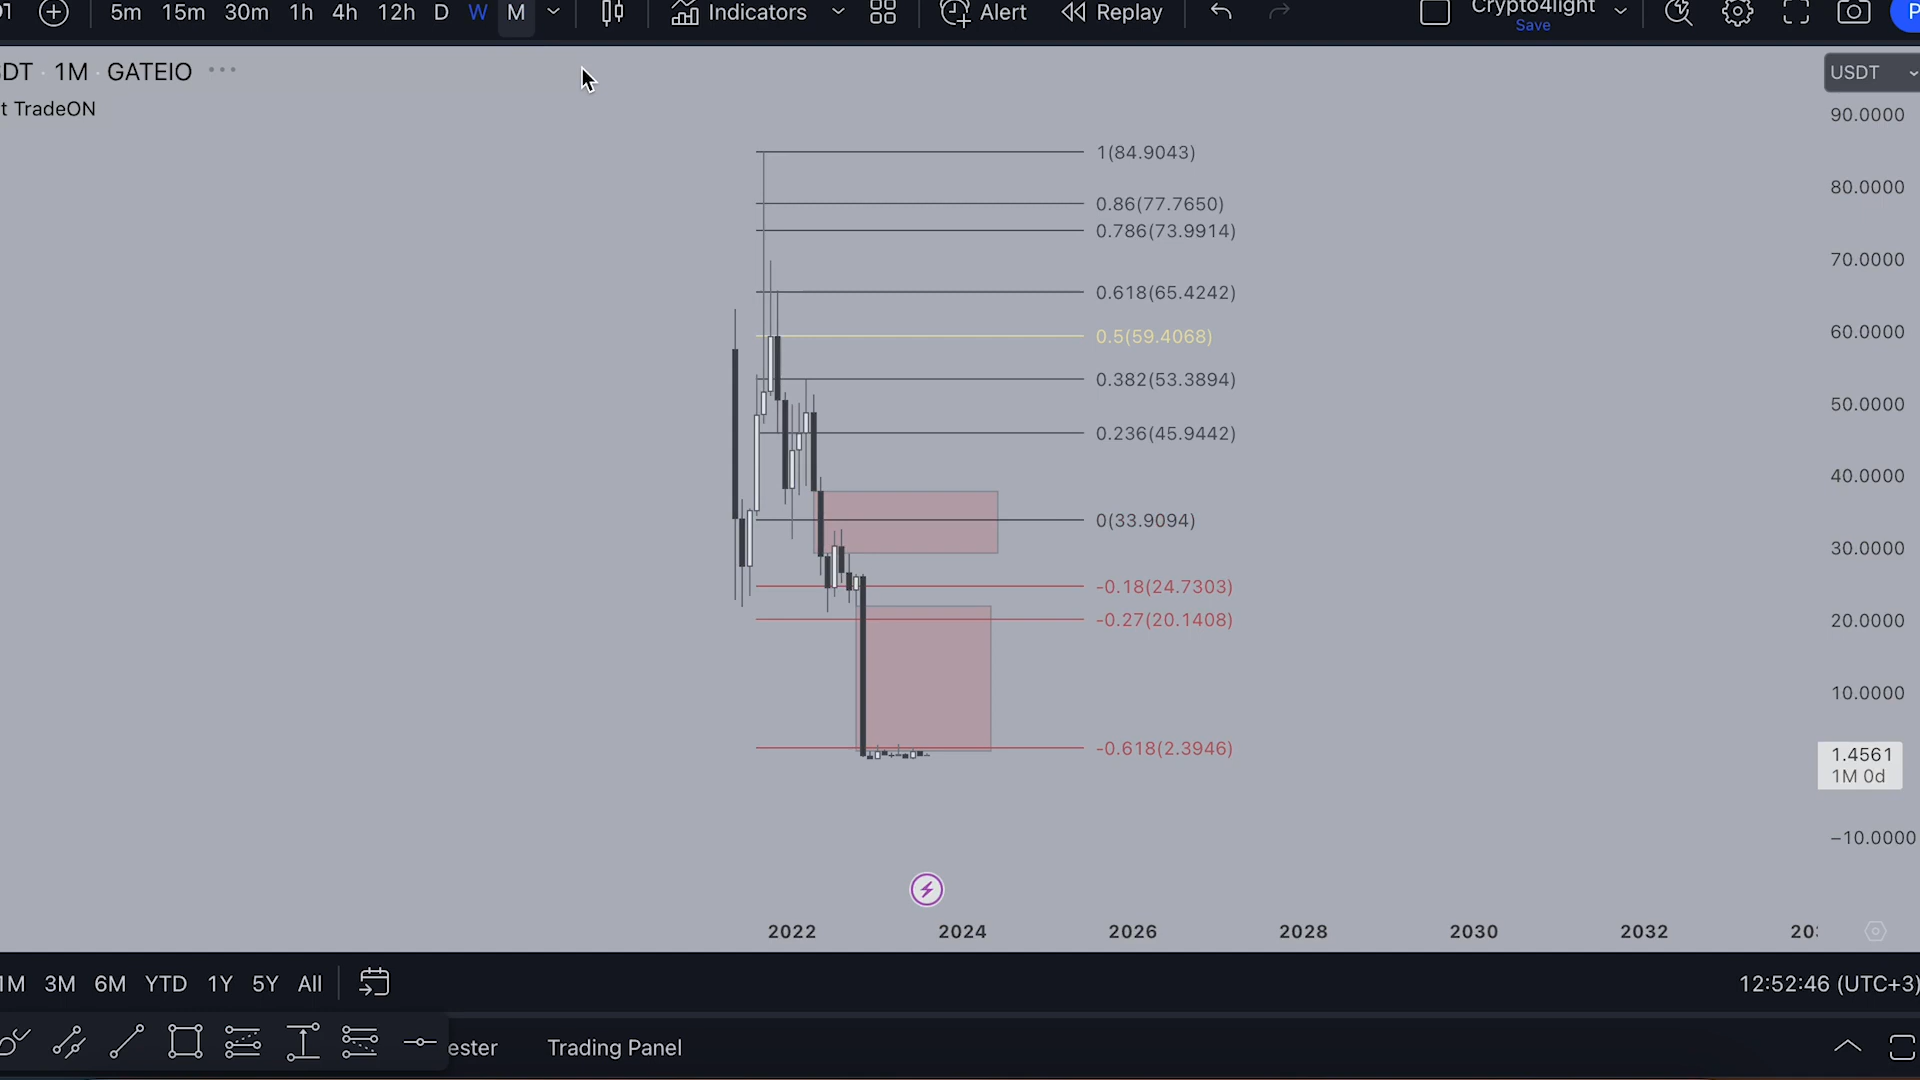 5m 15m 30m 1h 4h 12h D W M Indicators Alert Replay Crypto4light
Save
DT · 1M · GATEIO ...
USDT
t TradeON
90.0000
80.0000
70.0000
60.0000
50.0000
40.0000
30.0000
20.0000
10.0000
1.4561
1M 0d
−10.0000
1(84.9043)
0.86(77.7650)
0.786(73.9914)
0.618(65.4242)
0.5(59.4068)
0.382(53.3894)
0.236(45.9442)
0(33.9094)
-0.18(24.7303)
-0.27(20.1408)
-0.618(2.3946)
2022 2024 2026 2028 2030 2032 20
1M 3M 6M YTD 1Y 5Y All 12:52:46 (UTC+3)
ester Trading Panel